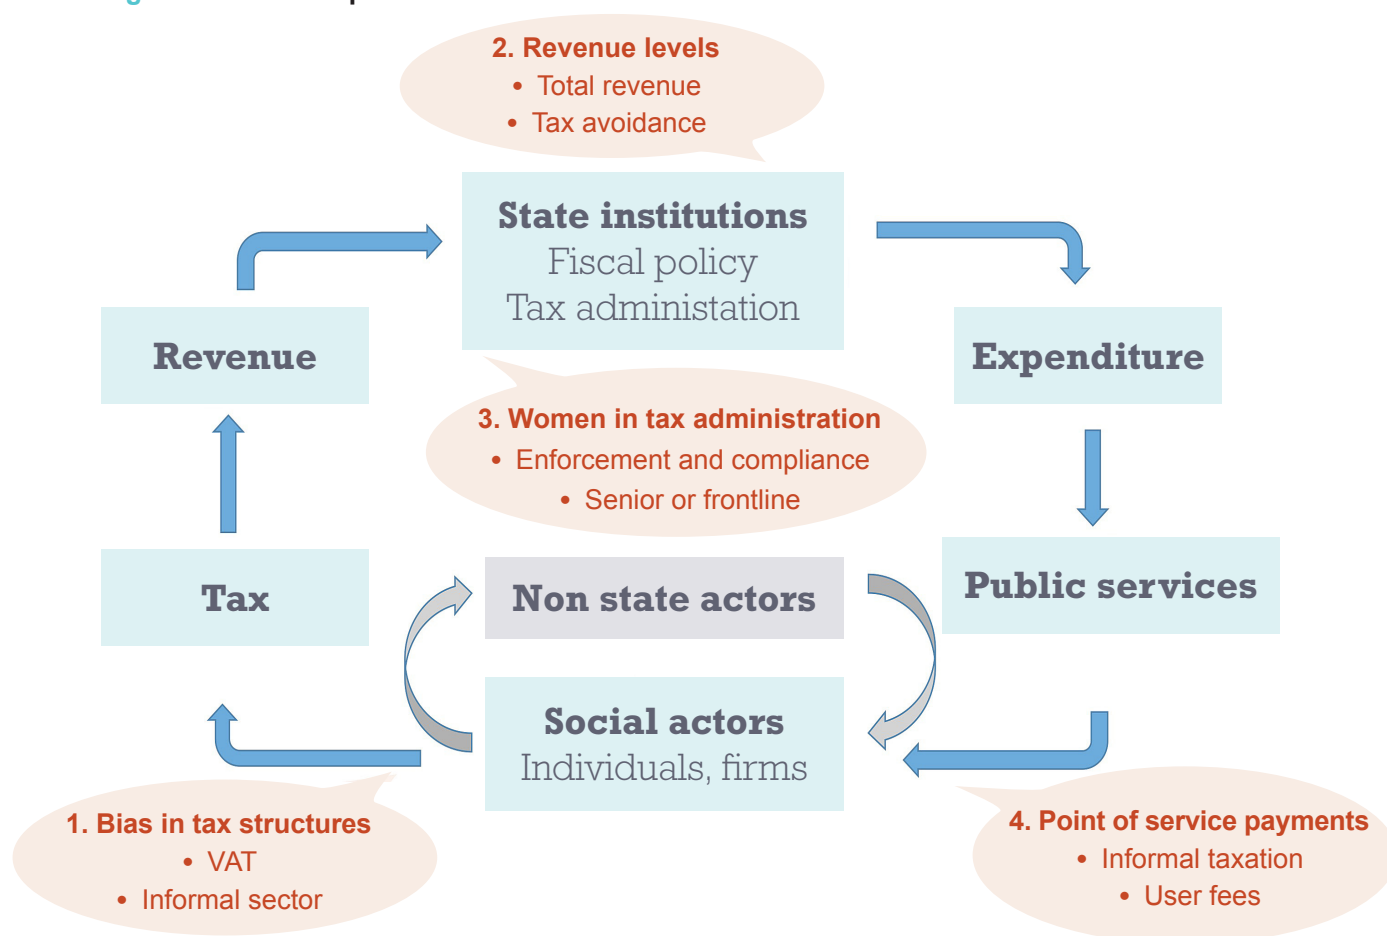 2. Revenue levels
• Total revenue
• Tax avoidance
State institutions
Fiscal policy
Tax administation
Revenue
Expenditure
3. Women in tax administration
• Enforcement and compliance
• Senior or frontline
Tax
Non state actors
Public services
Social actors
Individuals, firms
1. Bias in tax structures
• VAT
• Informal sector
4. Point of service payments
• Informal taxation
• User fees